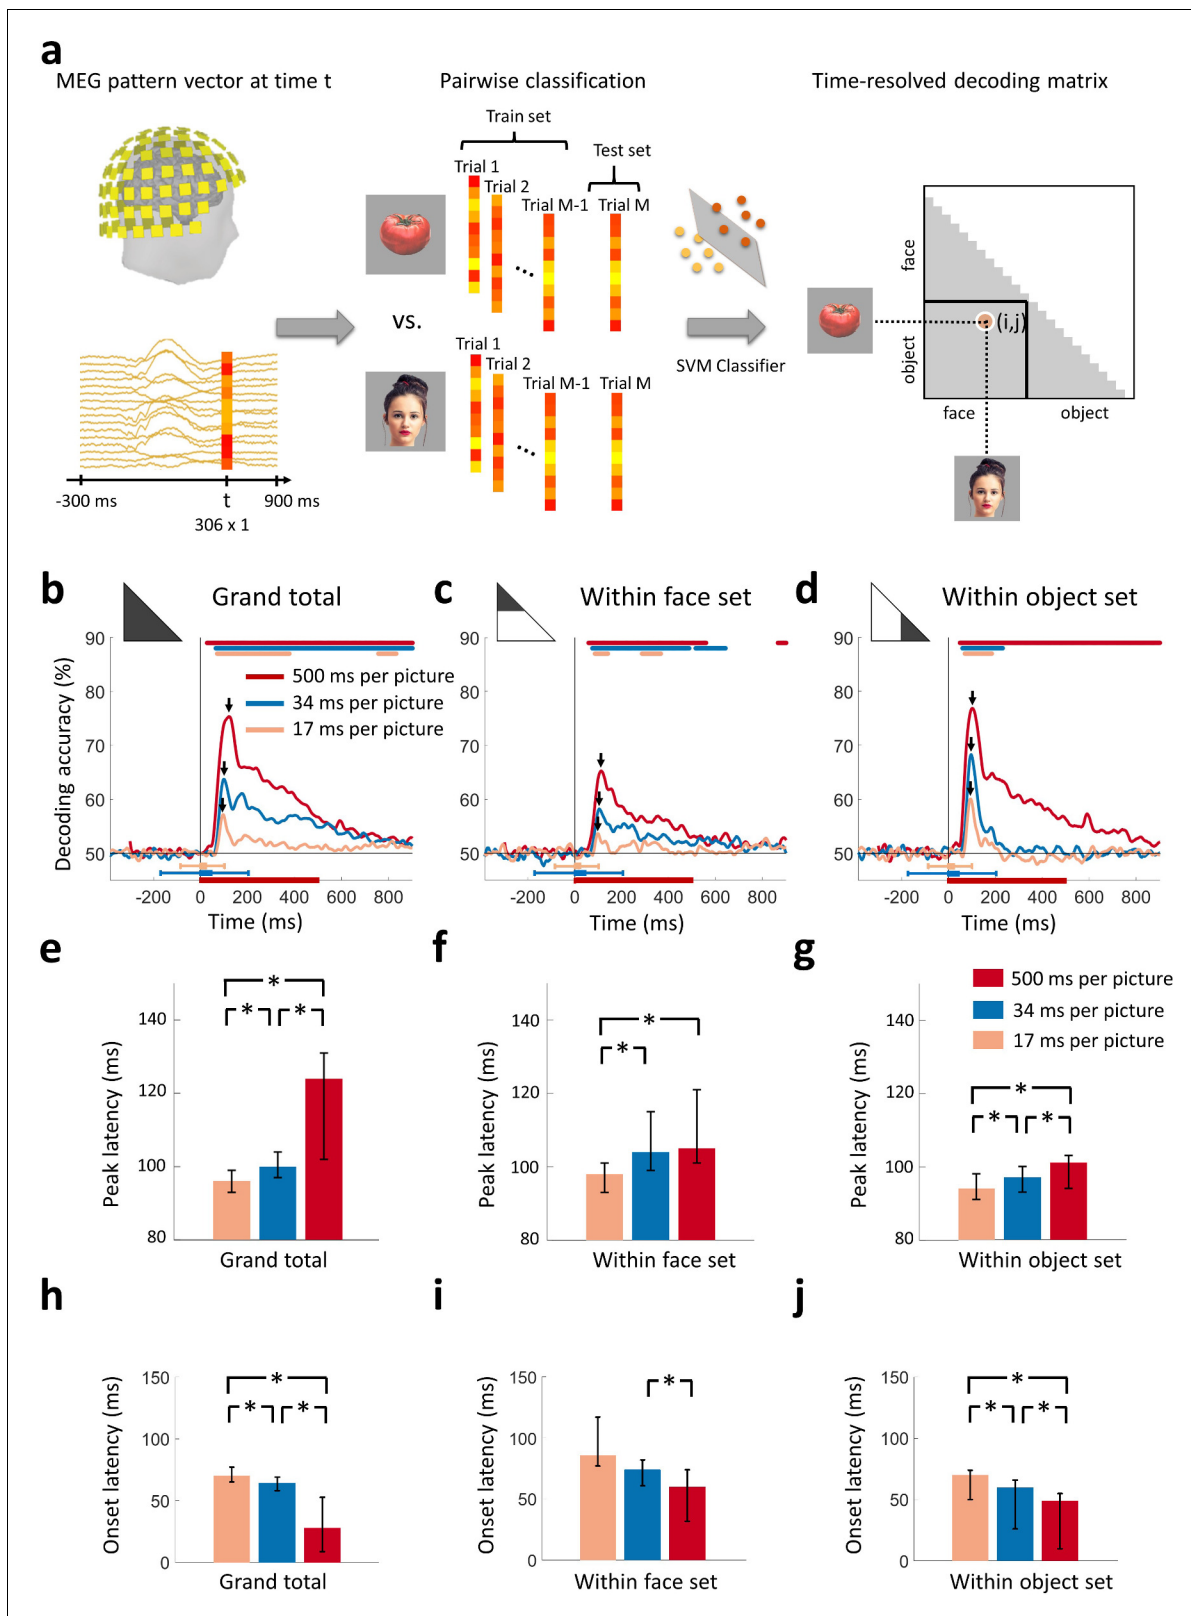 a
MEG pattern vector at time t
Pairwise classification
Time-resolved decoding matrix
Train set
Test set
Trial 1
Trial 2
Trial M-1
Trial M
...
vs.
Trial 1
Trial 2
Trial M-1
Trial M
...
SVM Classifier
face
object
(i,j)
face
object
-300 ms
t
900 ms
306 x 1
b
Grand total
90
80
70
60
50
Decoding accuracy (%)
500 ms per picture
34 ms per picture
17 ms per picture
-200
0
200
400
600
800
Time (ms)
c
Within face set
90
80
70
60
50
-200
0
200
400
600
800
Time (ms)
d
Within object set
90
80
70
60
50
-200
0
200
400
600
800
Time (ms)
e
Peak latency (ms)
140
120
100
80
*
*
*
Grand total
f
Peak latency (ms)
140
120
100
80
*
*
Within face set
g
500 ms per picture
34 ms per picture
17 ms per picture
Peak latency (ms)
140
120
100
80
*
*
*
Within object set
h
Onset latency (ms)
150
100
50
0
*
*
*
Grand total
i
Onset latency (ms)
150
100
50
0
*
Within face set
j
Onset latency (ms)
150
100
50
0
*
*
*
Within object set